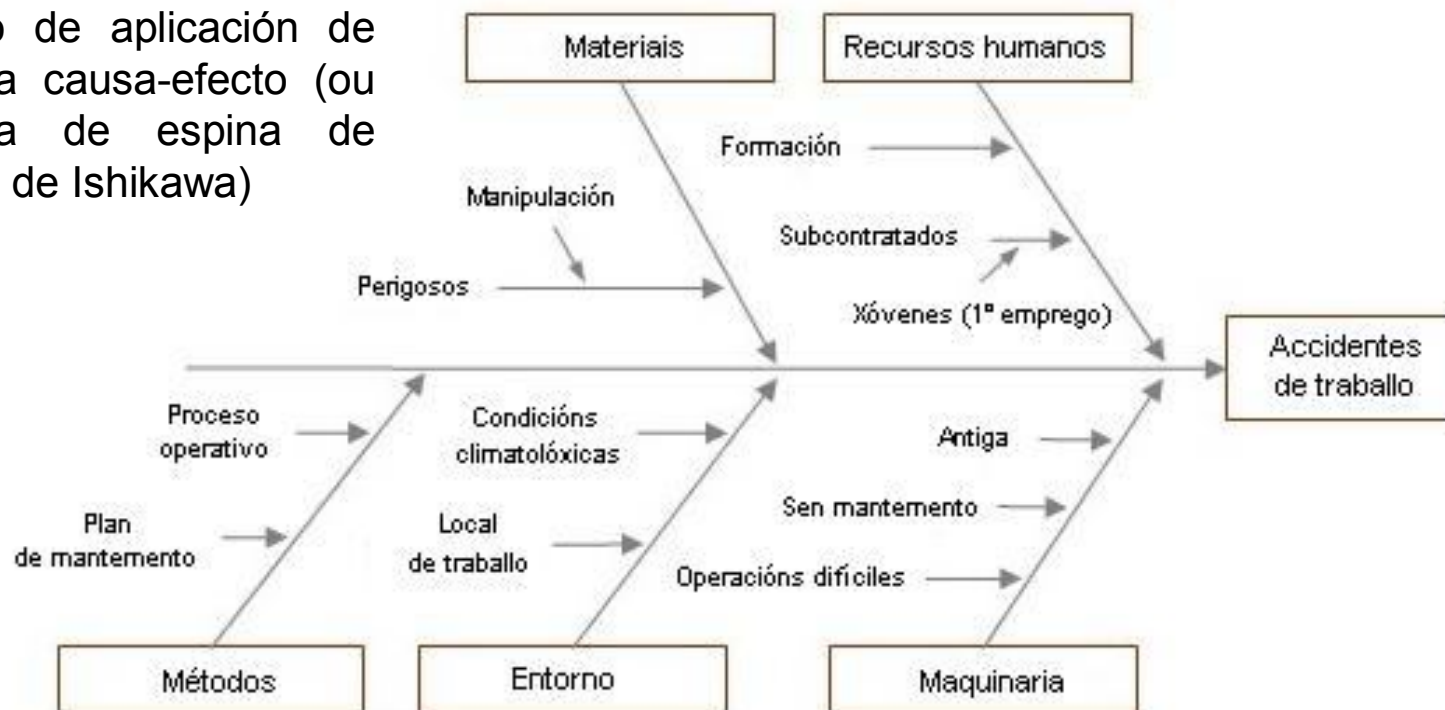 o de aplicación de
a causa-efecto (ou
a de espina de
de Ishikawa)
Materiais
Recursos humanos
Formación
Manipulación
Subcontratados
Perigosos
Xóvenes (1º emprego)
Accidentes
de traballo
Proceso
operativo
Condicións
climatolóxicas
Antiga
Sen mantemento
Plan
de mantemento
Local
de traballo
Operacións difíciles
Métodos
Entorno
Maquinaria